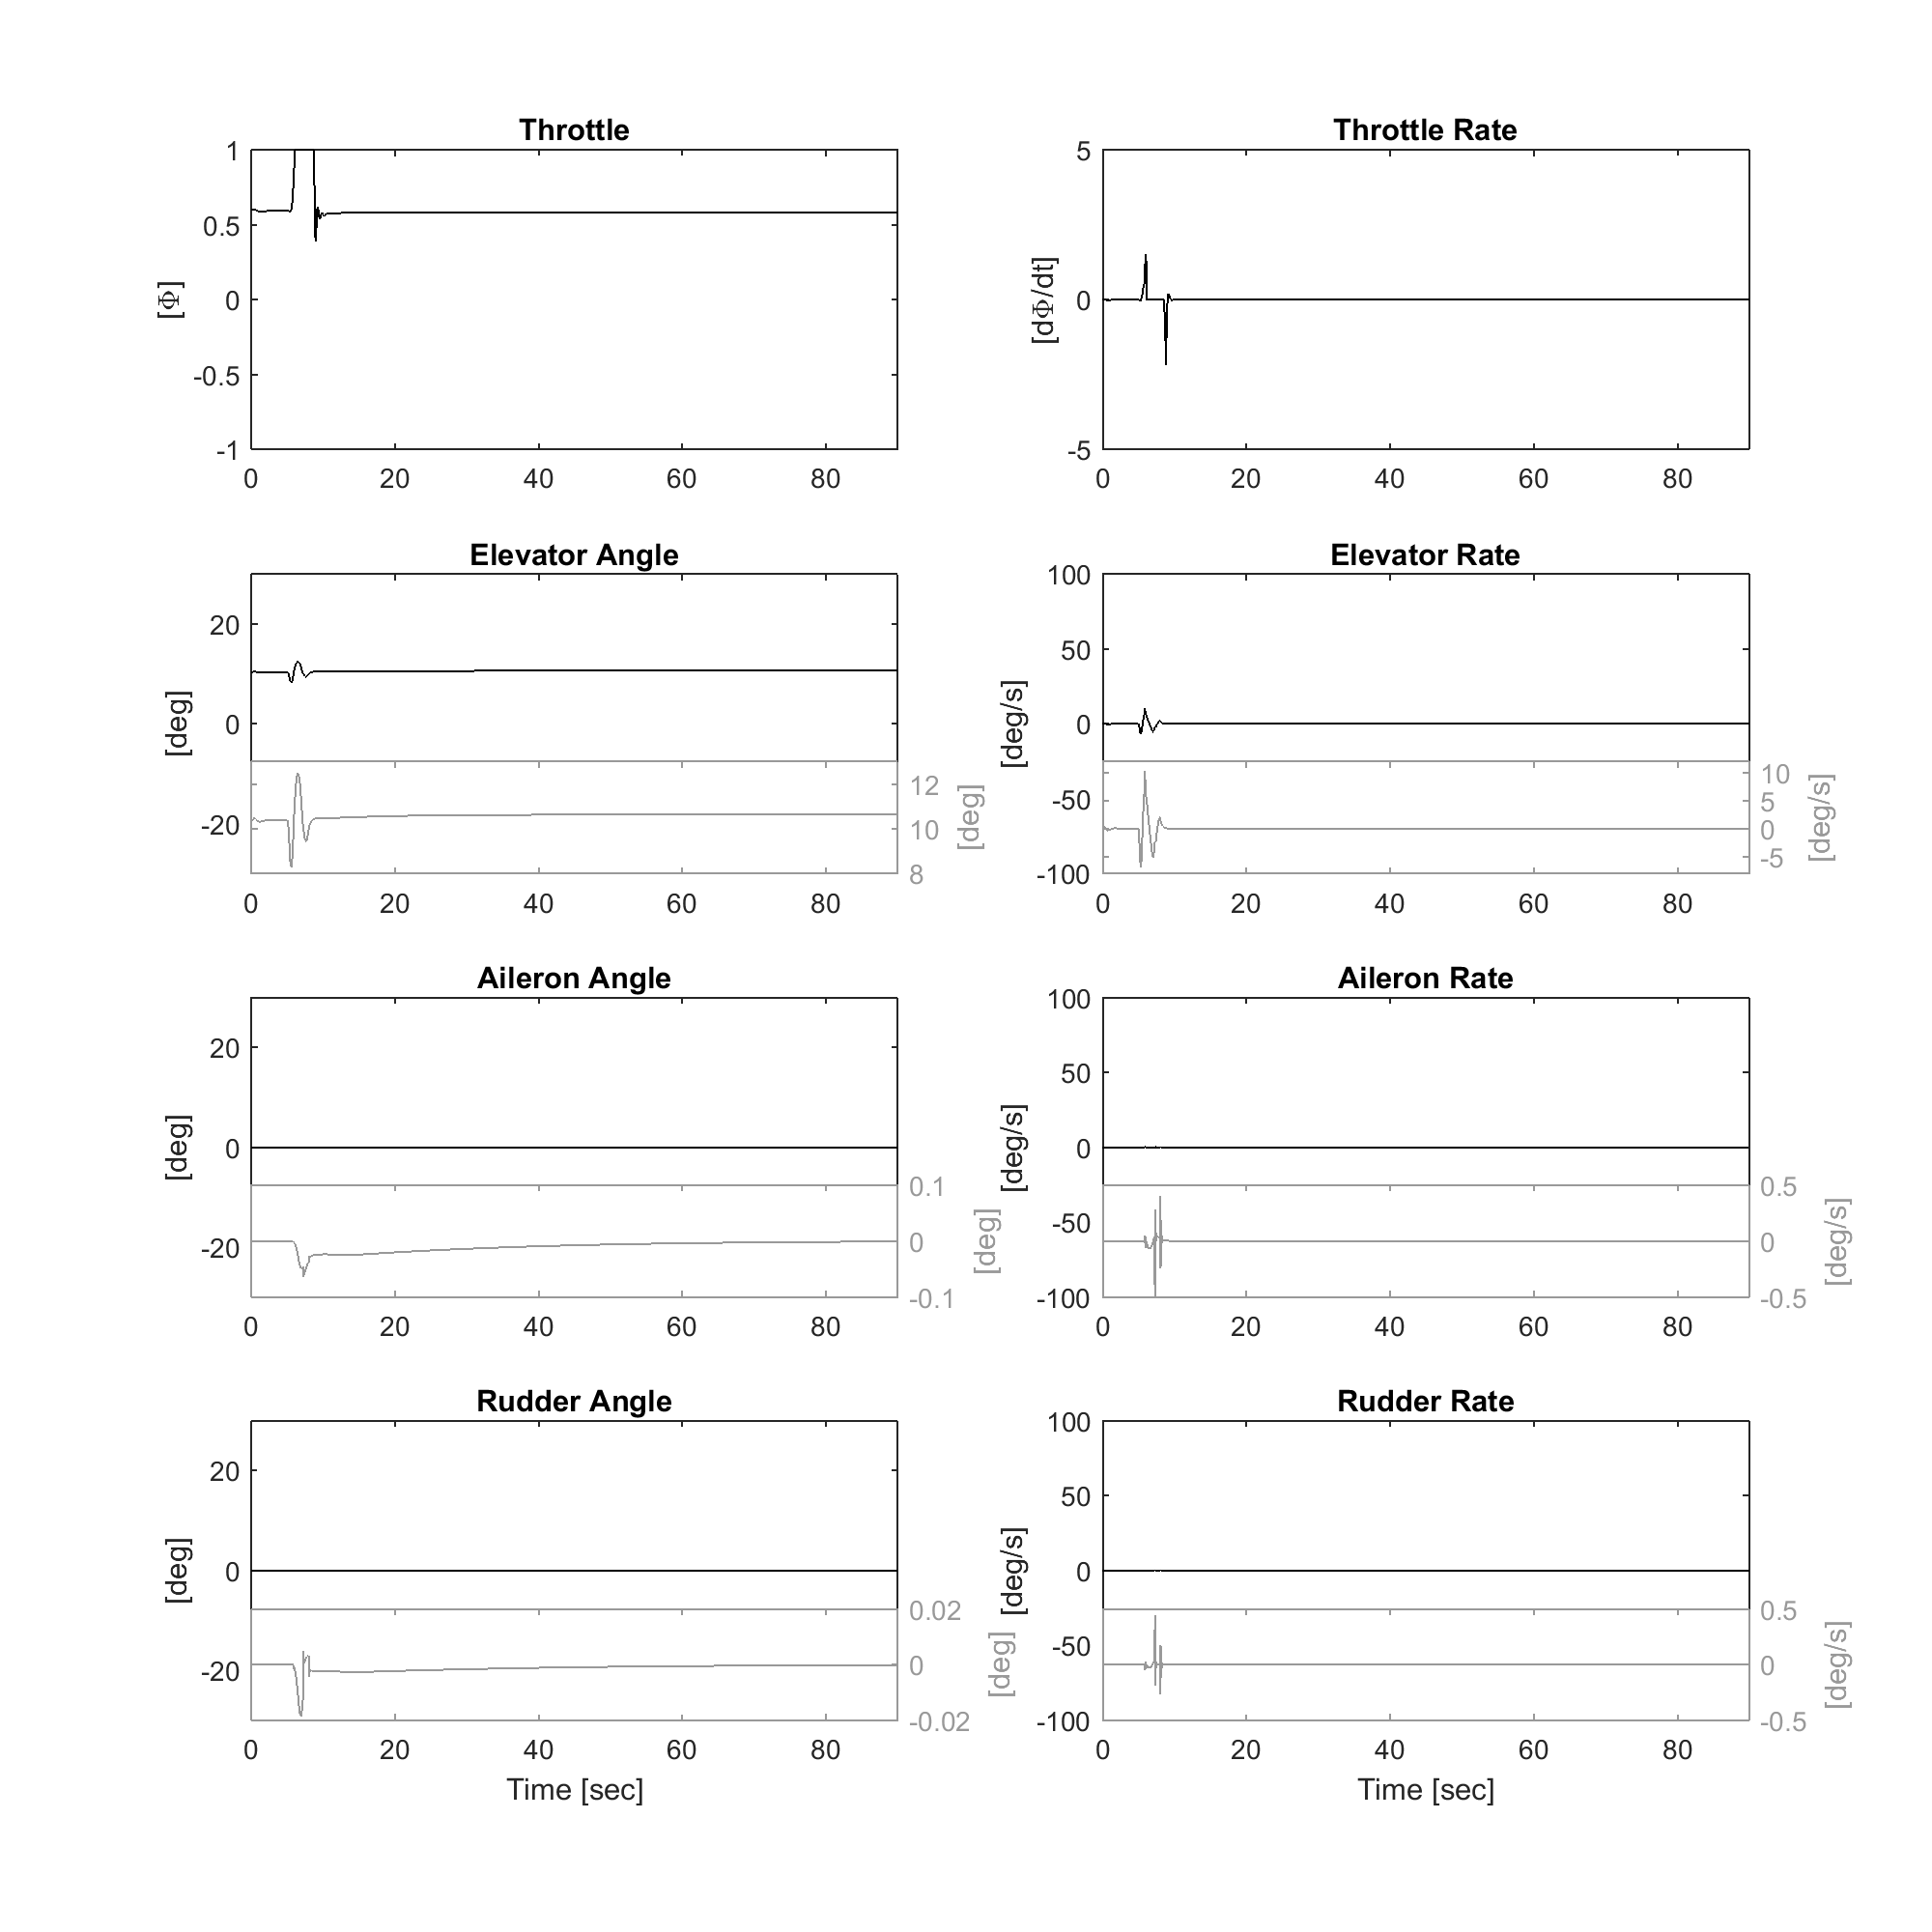 Throttle
1
0.5
0
-0.5
-1
[Φ]
0 20 40 60 80
Throttle Rate
5
0
-5
[dΦ/dt]
0 20 40 60 80
Elevator Angle
20
0
-20
[deg]
12
10
8
[deg]
0 20 40 60 80
Elevator Rate
100
50
0
-50
-100
[deg/s]
10
5
0
-5
[deg/s]
0 20 40 60 80
Aileron Angle
20
0
-20
[deg]
0.1
0
-0.1
[deg]
0 20 40 60 80
Aileron Rate
100
50
0
-50
-100
[deg/s]
0.5
0
-0.5
[deg/s]
0 20 40 60 80
Rudder Angle
20
0
-20
[deg]
0.02
0
-0.02
[deg]
0 20 40 60 80
Time [sec]
Rudder Rate
100
50
0
-50
-100
[deg/s]
0.5
0
-0.5
[deg/s]
0 20 40 60 80
Time [sec]